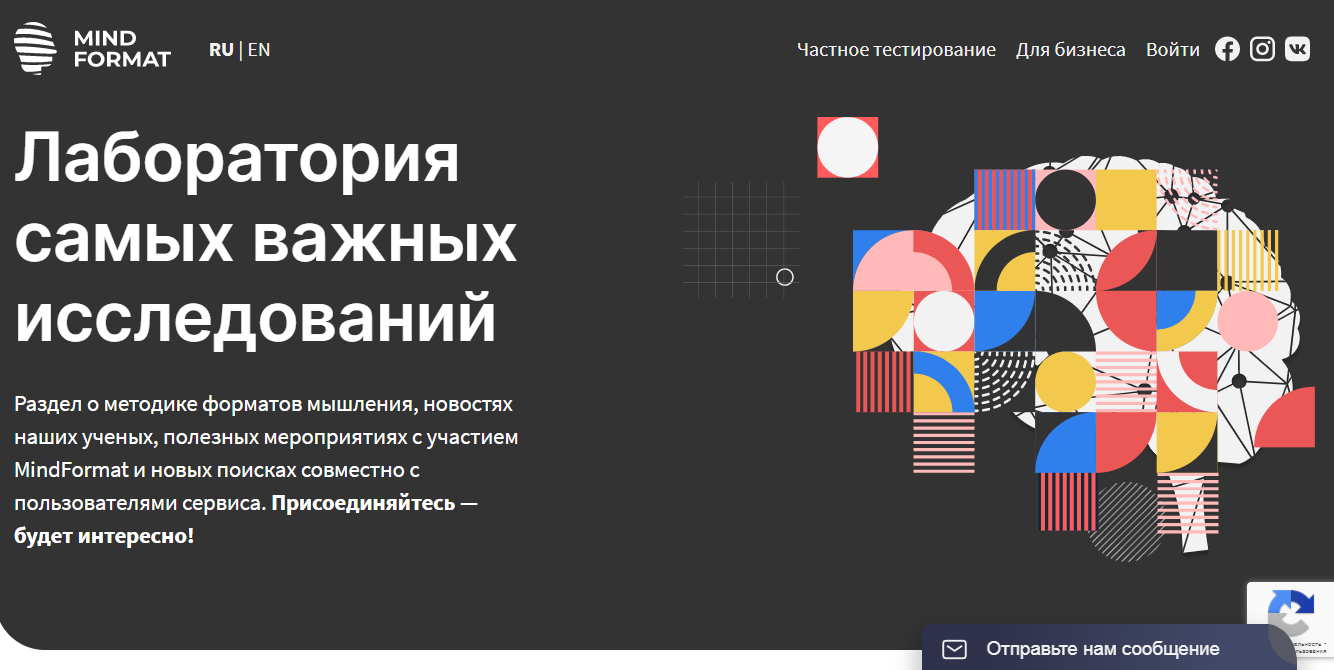 MIND
FORMAT
RU | EN
Частное тестирование
Для бизнеса
Войти
Лаборатория
самых важных
исследований
Раздел о методике форматов мышления, новостях
наших ученых, полезных мероприятиях с участием
MindFormat и новых поисках совместно с
пользователями сервиса. Присоединяйтесь —
будет интересно!
Отправьте нам сообщение